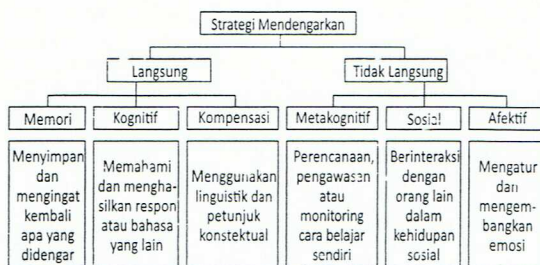 Strategi Mendengarkan
Langsung
Tidak Langsung
Memori
Kognitif
Kompensasi
Metakognitif
Sosial
Afektif
Menyimpan
dan
mengingat
kembali
apa yang
didengar
Memahami
dan mengha-
silkan respon
atau bahasa
yang lain
Menggunakan
linguistik dan
petunjuk
konstektual
Perencanaan,
pengawasan
atau
monitoring
cara belajar
sendiri
Berinteraksi
dengan
orang lain
dalam
kehidupan
sosial
Mengatur
dan
mengem-
bangkan
emosi